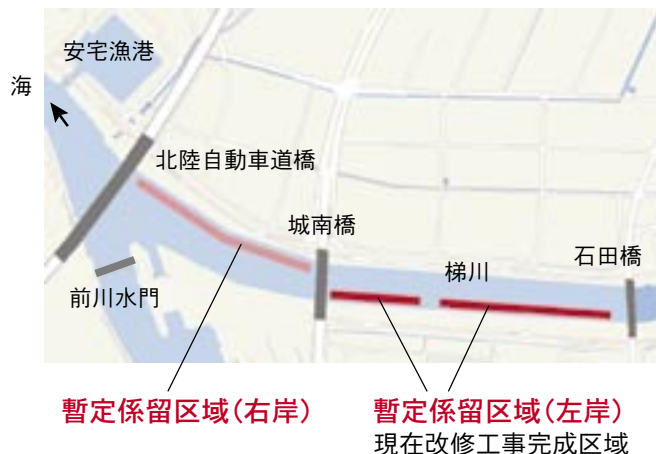 安宅漁港
海
北陸自動車道橋
城南橋
石田橋
梯川
前川水門
暫定係留区域(右岸)
暫定係留区域(左岸)
現在改修工事完成区域